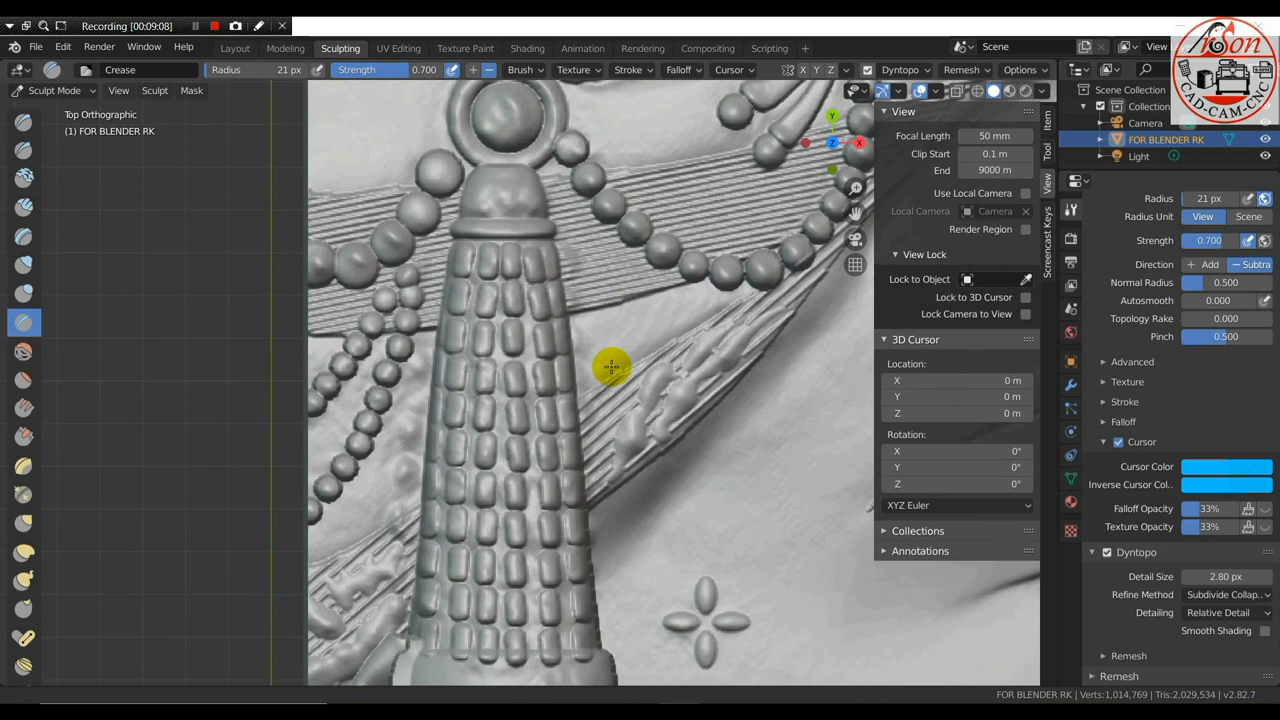 Recording [00:09:08]
File Edit Render Window Help Layout Modeling Sculpting UV Editing Texture Paint Shading Animation Rendering Compositing Scripting + Scene View
Crease Radius 21 px Strength 0.700 Brush Texture Stroke Falloff Cursor X Y Z Dyntopo Remesh Options
Sculpt Mode View Sculpt Mask
Top Orthographic
(1) FOR BLENDER RK
Y
Z
X
View
Focal Length 50 mm
Clip Start 0.1 m
End 9000 m
Use Local Camera
Local Camera Camera
Render Region
View Lock
Lock to Object
Lock to 3D Cursor
Lock Camera to View
3D Cursor
Location:
X 0 m
Y 0 m
Z 0 m
Rotation:
X 0°
Y 0°
Z 0°
XYZ Euler
Collections
Annotations
Item
Tool
View
Screencast Keys
ArSon
CAD-CAM-CNC
Scene Collection
Collection
Camera
FOR BLENDER RK
Light
Radius 21 px
Radius Unit View Scene
Strength 0.700
Direction + Add − Subtra
Normal Radius 0.500
Autosmooth 0.000
Topology Rake 0.000
Pinch 0.500
Advanced
Texture
Stroke
Falloff
Cursor
Cursor Color
Inverse Cursor Col..
Falloff Opacity 33%
Texture Opacity 33%
Dyntopo
Detail Size 2.80 px
Refine Method Subdivide Collap..
Detailing Relative Detail
Smooth Shading
Remesh
Remesh
FOR BLENDER RK | Verts:1,014,769 | Tris:2,029,534 | v2.82.7